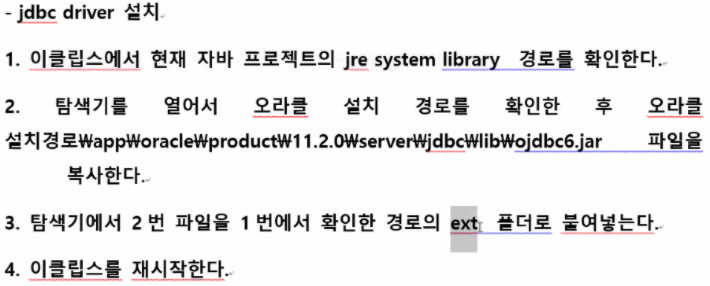 - jdbc driver 설치
1. 이클립스에서 현재 자바 프로젝트의 jre system library 경로를 확인한다.
2. 탐색기를 열어서 오라클 설치 경로를 확인한 후 오라클
설치경로₩app₩oracle₩product₩11.2.0₩server₩jdbc₩lib₩ojdbc6.jar 파일을
복사한다.
3. 탐색기에서 2번 파일을 1번에서 확인한 경로의 ext 폴더로 붙여넣는다.
4. 이클립스를 재시작한다.